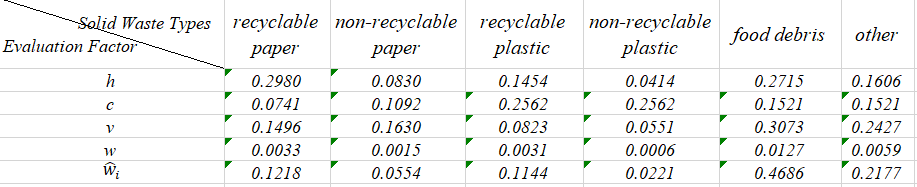 Solid Waste Types recyclable paper non-recyclable paper recyclable plastic non-recyclable plastic food debris other
Evaluation Factor
h 0.2980 0.0830 0.1454 0.0414 0.2715 0.1606
c 0.0741 0.1092 0.2562 0.2562 0.1521 0.1521
v 0.1496 0.1630 0.0823 0.0551 0.3073 0.2427
w 0.0033 0.0015 0.0031 0.0006 0.0127 0.0059
ŵᵢ 0.1218 0.0554 0.1144 0.0221 0.4686 0.2177